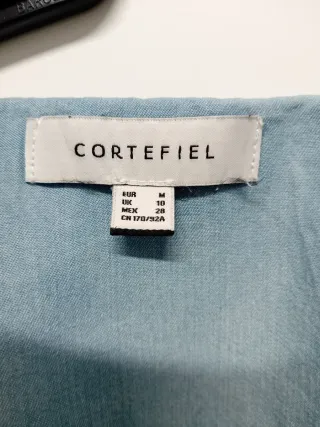 CORTEFIEL
EUR M
UK 10
MEX 28
CN 170/92A